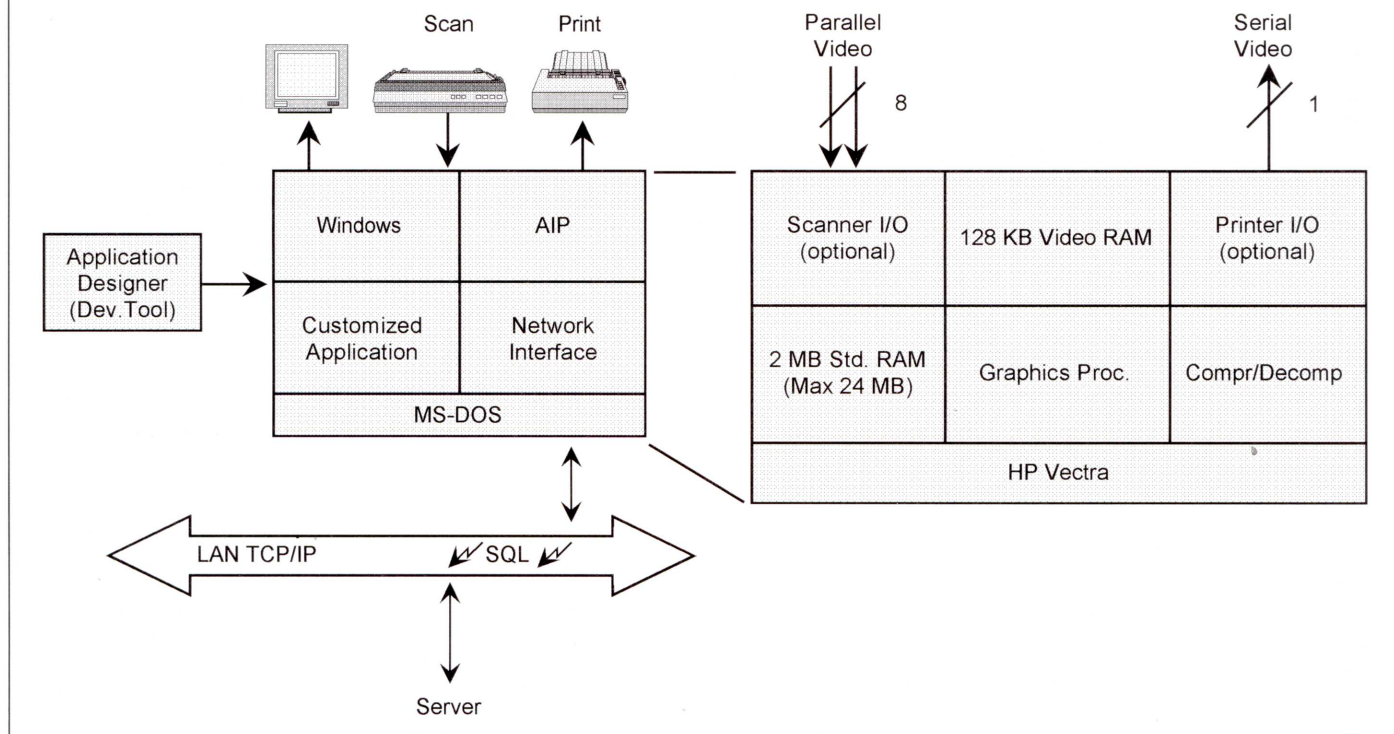 Scan
Print
Parallel
Video
Serial
Video
8
1
Windows
AIP
Application
Designer
(Dev.Tool)
Customized
Application
Network
Interface
MS-DOS
Scanner I/O
(optional)
128 KB Video RAM
Printer I/O
(optional)
2 MB Std. RAM
(Max 24 MB)
Graphics Proc.
Compr/Decomp
HP Vectra
LAN TCP/IP
SQL
Server